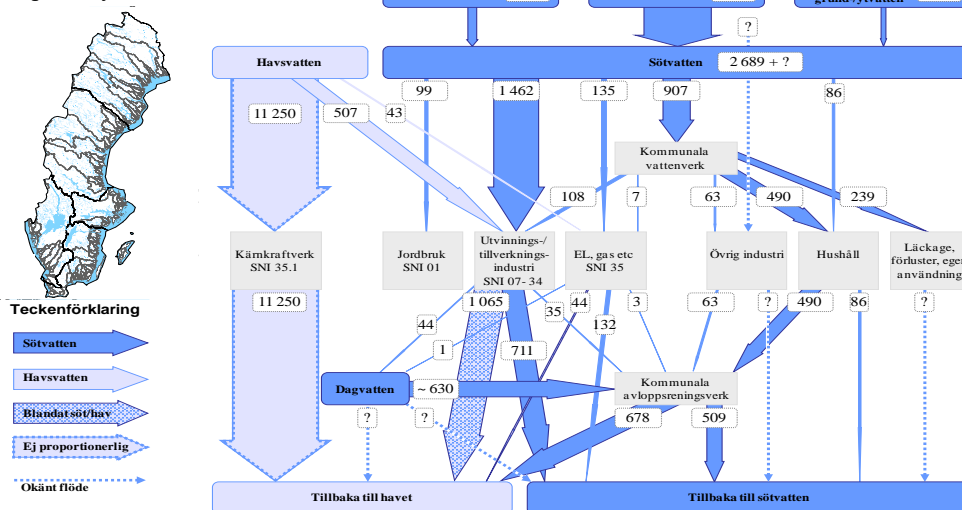 grund-/ytvatten
?
Havsvatten
Sötvatten
2 689 + ?
99
1 462
135
907
86
11 250
507
43
Kommunala
vattenverk
108
7
63
490
239
Kärnkraftverk
SNI 35.1
Jordbruk
SNI 01
Utvinnings-/
tillverknings-
industri
SNI 07- 34
EL, gas etc
SNI 35
Övrig industri
Hushåll
Läckage,
förluster, egen
användning
11 250
1 065
44
3
63
?
490
86
?
35
44
132
1
711
Dagvatten
~ 630
Kommunala
avloppsreningsverk
?
?
678
509
Tillbaka till havet
Tillbaka till sötvatten
Teckenförklaring
Sötvatten
Havsvatten
Blandat söt/hav
Ej proportionerlig
Okänt flöde